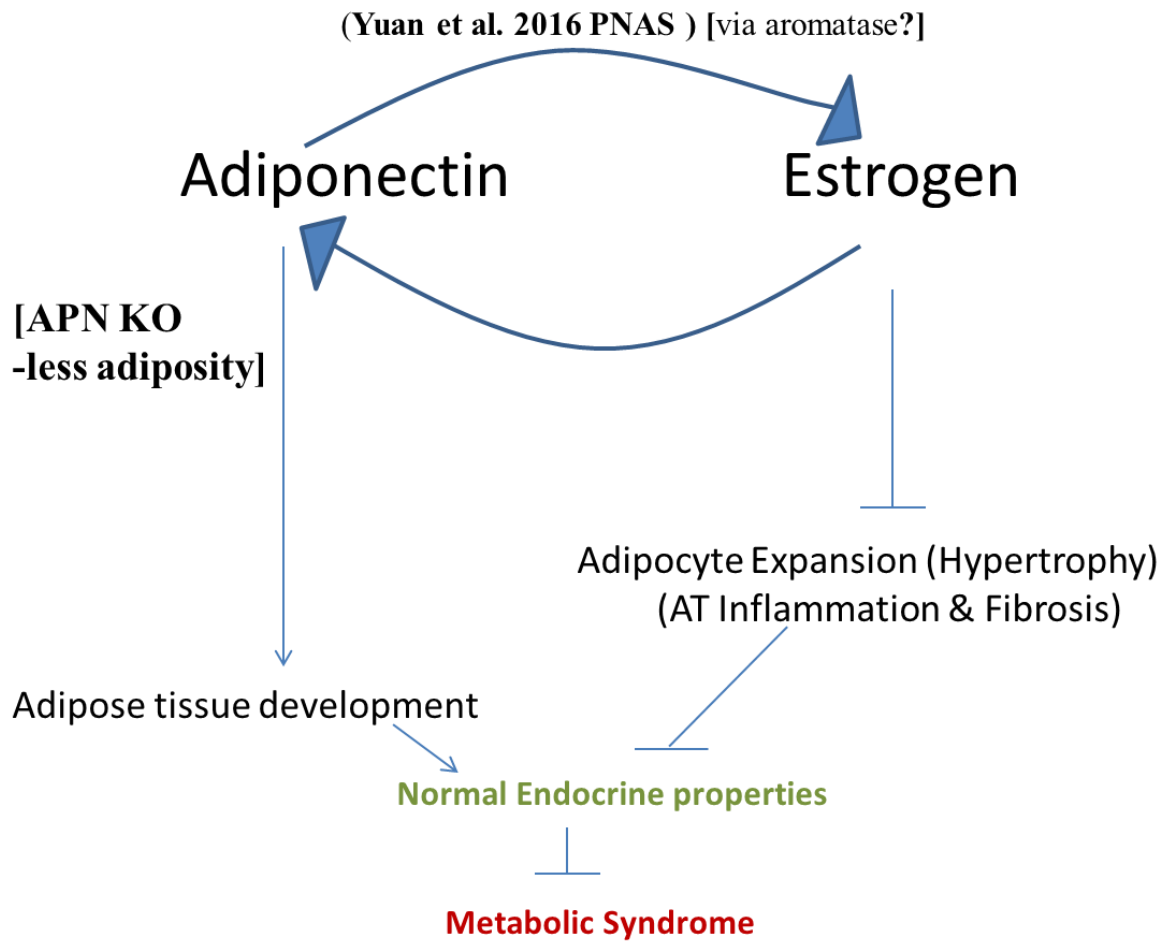 (Yuan et al. 2016 PNAS ) [via aromatase?]
Adiponectin
Estrogen
[APN KO
-less adiposity]
Adipocyte Expansion (Hypertrophy)
(AT Inflammation & Fibrosis)
Adipose tissue development
Normal Endocrine properties
Metabolic Syndrome